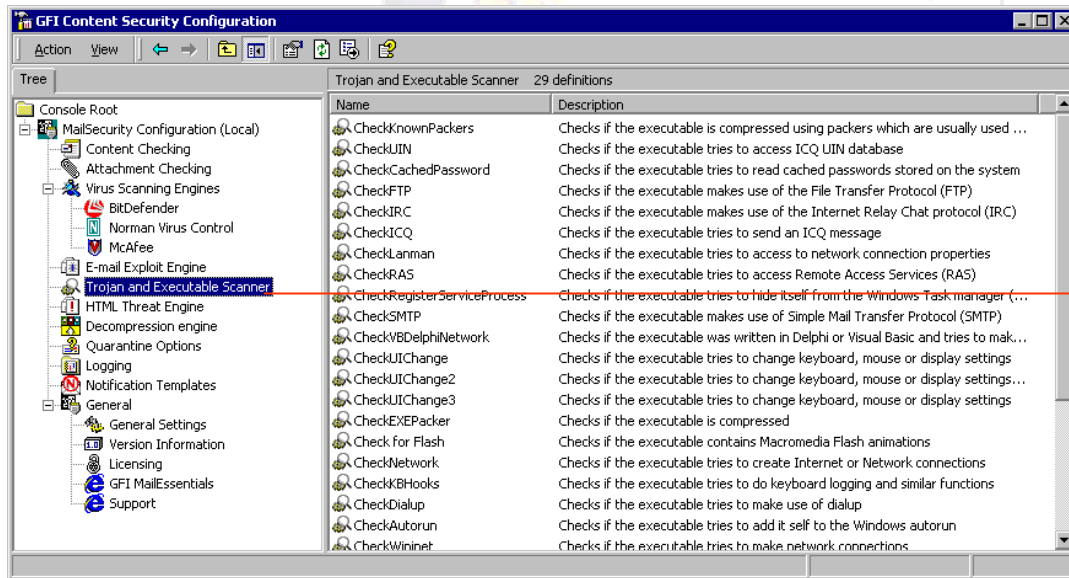 GFI Content Security Configuration
Action View
Tree
Trojan and Executable Scanner 29 definitions
Console Root
MailSecurity Configuration (Local)
Content Checking
Attachment Checking
Virus Scanning Engines
BitDefender
Norman Virus Control
McAfee
E-mail Exploit Engine
Trojan and Executable Scanner
HTML Threat Engine
Decompression engine
Quarantine Options
Logging
Notification Templates
General
General Settings
Version Information
Licensing
GFI MailEssentials
Support
Name Description
CheckKnownPackers Checks if the executable is compressed using packers which are usually used ...
CheckUIN Checks if the executable tries to access ICQ UIN database
CheckCachedPassword Checks if the executable tries to read cached passwords stored on the system
CheckFTP Checks if the executable makes use of the File Transfer Protocol (FTP)
CheckIRC Checks if the executable makes use of the Internet Relay Chat protocol (IRC)
CheckICQ Checks if the executable tries to send an ICQ message
CheckLanman Checks if the executable tries to access to network connection properties
CheckRAS Checks if the executable tries to access Remote Access Services (RAS)
CheckRegisterServiceProcess Checks if the executable tries to hide itself from the Windows Task manager (...
CheckSMTP Checks if the executable makes use of Simple Mail Transfer Protocol (SMTP)
CheckVBDelphiNetwork Checks if the executable was written in Delphi or Visual Basic and tries to mak...
CheckUIChange Checks if the executable tries to change keyboard, mouse or display settings
CheckUIChange2 Checks if the executable tries to change keyboard, mouse or display settings...
CheckUIChange3 Checks if the executable tries to change keyboard, mouse or display settings
CheckEXEPacker Checks if the executable is compressed
Check for Flash Checks if the executable contains Macromedia Flash animations
CheckNetwork Checks if the executable tries to create Internet or Network connections
CheckKBHooks Checks if the executable tries to do keyboard logging and similar functions
CheckDialup Checks if the executable tries to make use of dialup
CheckAutorun Checks if the executable tries to add it self to the Windows autorun
CheckWininet Checks if the executable tries to make network connections